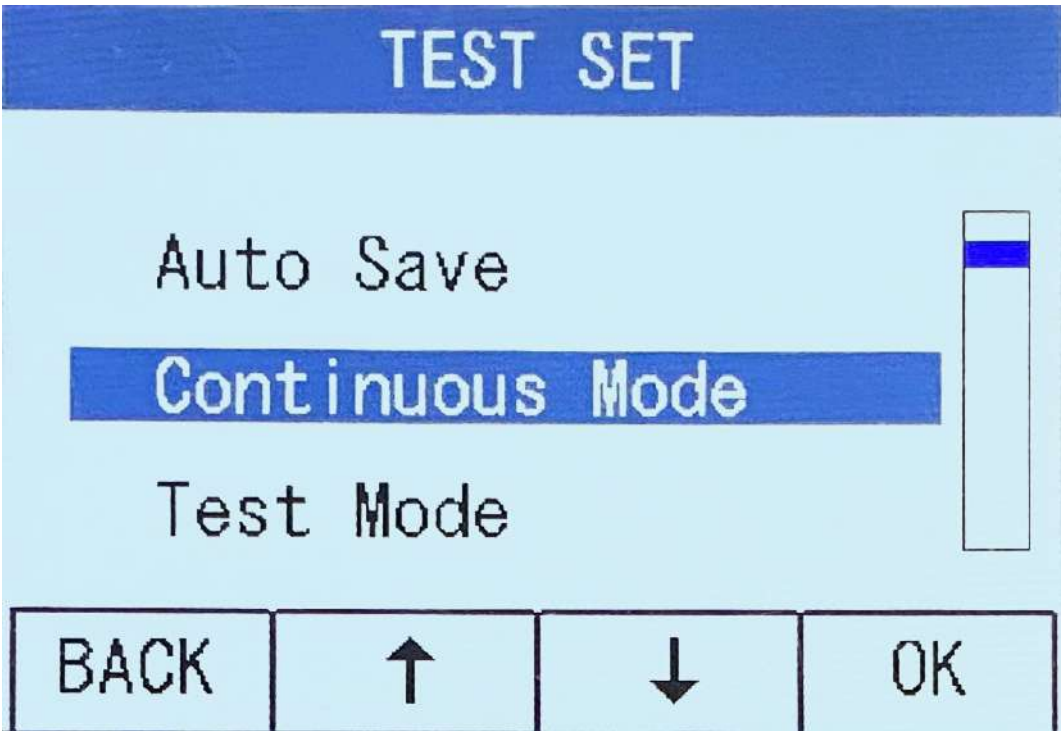 TEST SET
Auto Save
Continuous Mode
Test Mode
BACK ↑ ↓ OK